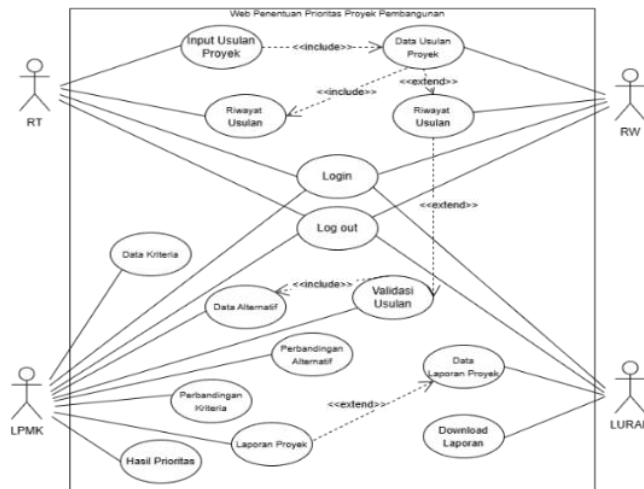 Web Penentuan Prioritas Proyek Pembangunan
Input Usulan
Proyek
<<include>>
Data Usulan
Proyek
<<include>>
<<extend>>
Riwayat
Usulan
Riwayat
Usulan
RT
RW
Login
<<extend>>
Log out
Data Kriteria
<<include>>
Validasi
Usulan
Data Alternatif
Perbandingan
Alternatif
Data
Laporan Proyek
Perbandingan
Kriteria
<<extend>>
LPMK
LURAH
Laporan Proyek
Download
Laporan
Hasil Prioritas